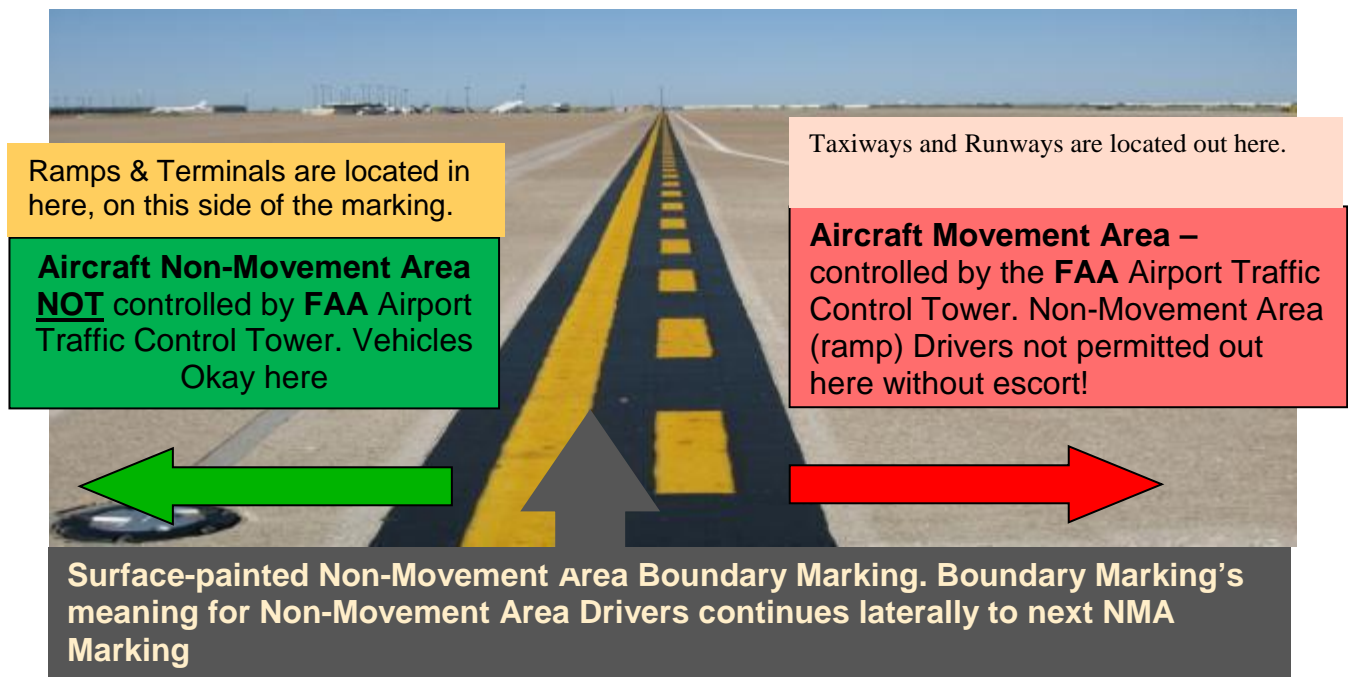 Ramps & Terminals are located in
here, on this side of the marking.
Aircraft Non-Movement Area
NOT controlled by FAA Airport
Traffic Control Tower. Vehicles
Okay here
Taxiways and Runways are located out here.
Aircraft Movement Area –
controlled by the FAA Airport Traffic
Control Tower. Non-Movement Area
(ramp) Drivers not permitted out
here without escort!
Surface-painted Non-Movement Area Boundary Marking. Boundary Marking’s
meaning for Non-Movement Area Drivers continues laterally to next NMA
Marking